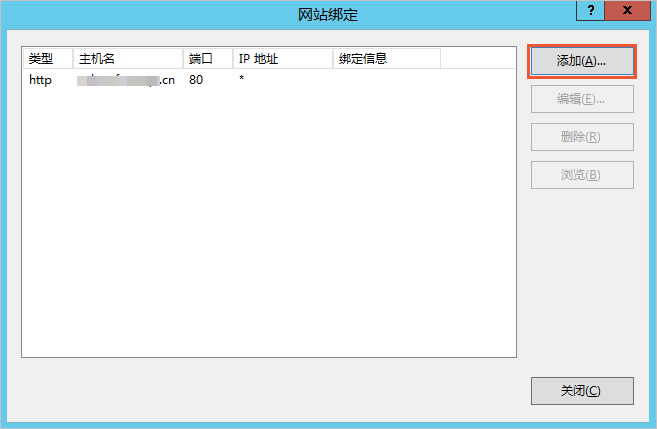 网站绑定
? x
类型 主机名 端口 IP 地址 绑定信息
http .cn 80 *
添加(A)...
编辑(E)...
删除(R)
浏览(B)
关闭(C)